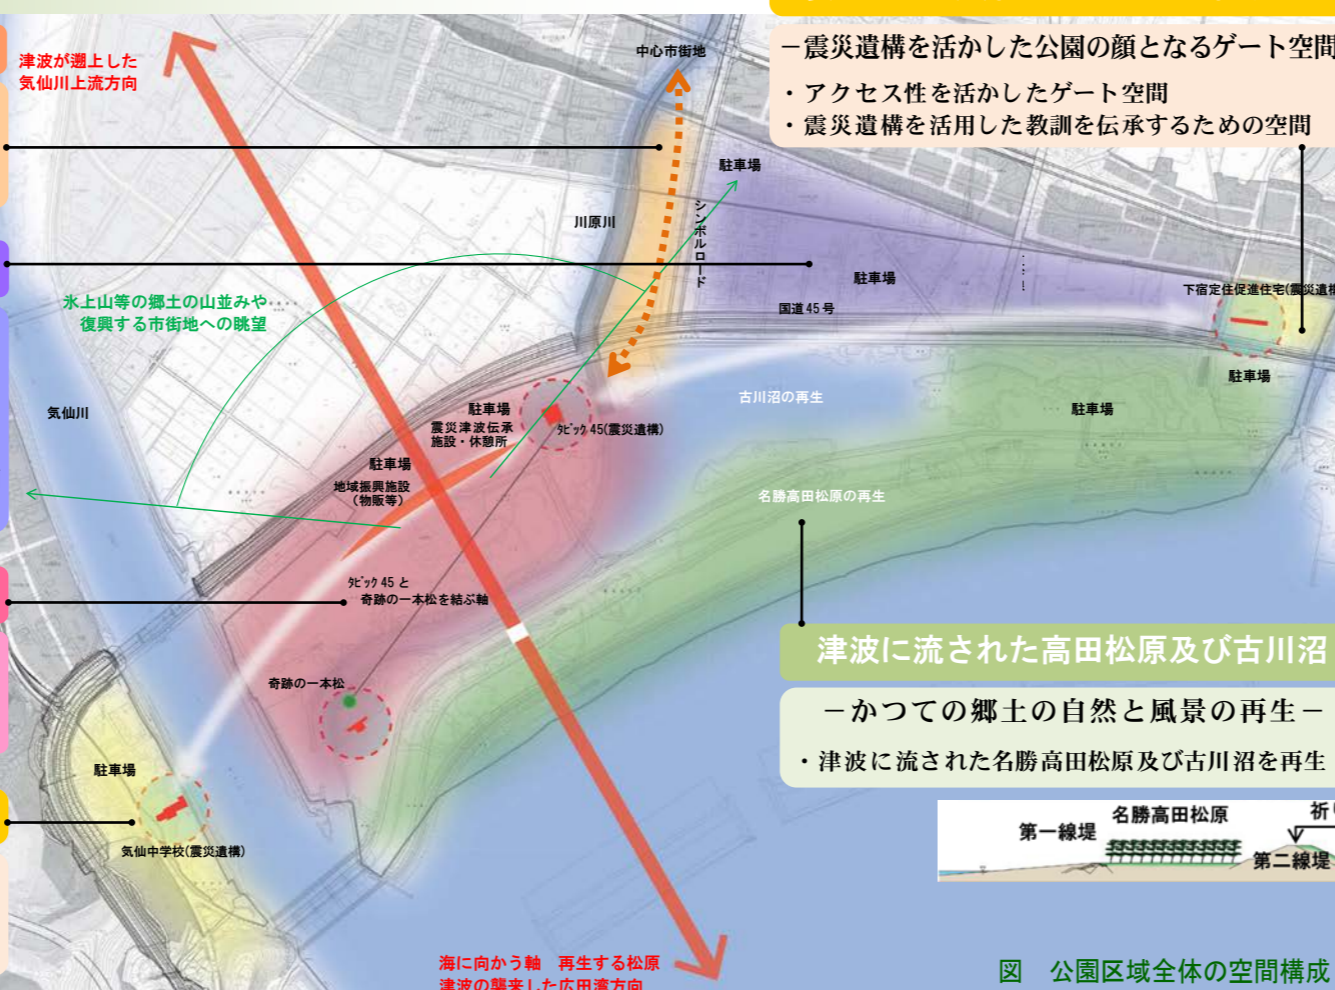 －震災遺構を活かした公園の顔となるゲート空間
・アクセス性を活かしたゲート空間
・震災遺構を活用した教訓を伝承するための空間
津波が遡上した
気仙川上流方向
中心市街地
駐車場
シンボルロード
川原川
駐車場
国道45号
下宿定住促進住宅(震災遺構
駐車場
氷上山等の郷土の山並みや
復興する市街地への眺望
気仙川
駐車場
震災津波伝承
施設・休憩所
タピック45(震災遺構)
古川沼の再生
駐車場
駐車場
地域振興施設
(物販等)
名勝高田松原の再生
タピック45と
奇跡の一本松を結ぶ軸
奇跡の一本松
駐車場
気仙中学校(震災遺構)
津波に流された高田松原及び古川沼
－かつての郷土の自然と風景の再生－
・津波に流された名勝高田松原及び古川沼を再生
名勝高田松原
祈り
第一線堤
第二線堤
海に向かう軸　再生する松原
津波の襲来した広田湾方向
図　公園区域全体の空間構成